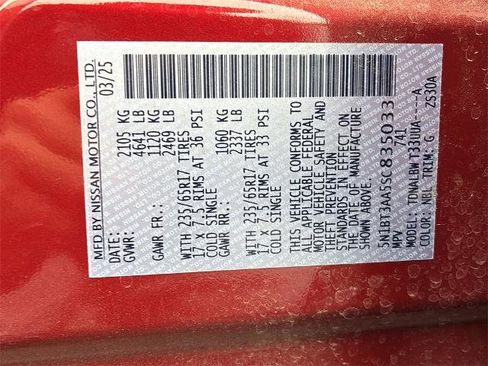 MFD BY NISSAN MOTOR CO., LTD.
03/25
GVWR: 2105 KG
4641 LB
GAWR FR: 1120 KG
2469 LB
WITH 235/65R17 TIRES
17 X 7.5J RIMS AT 36 PSI
COLD SINGLE
GAWR RR: 1060 KG
2337 LB
WITH 235/65R17 TIRES
17 X 7.5J RIMS AT 33 PSI
COLD SINGLE
THIS VEHICLE CONFORMS TO
ALL APPLICABLE FEDERAL
MOTOR VEHICLE SAFETY AND
THEFT PREVENTION
STANDARDS IN EFFECT ON
THE DATE OF MANUFACTURE
SHOWN ABOVE.
5N1BT3AA5SC835033
MPV 741
MODEL: TONALBW T33UUA-----A
COLOR: NBL TRIM: G 2S30A